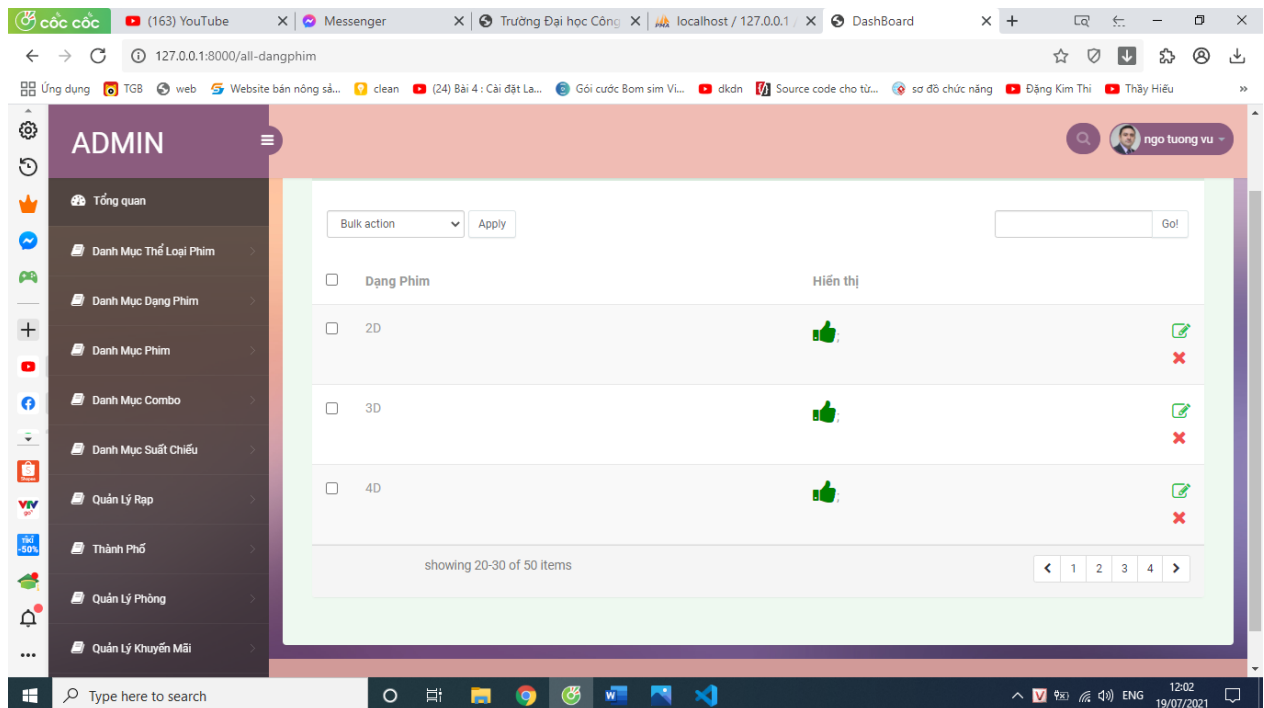 cốc cốc (163) YouTube Messenger Trường Đại học Công localhost / 127.0.0.1 / DashBoard
127.0.0.1:8000/all-dangphim
Ứng dụng TGB web Website bán nông sả... clean (24) Bài 4 : Cài đặt La... Gói cước Bom sim Vi... dkdn Source code cho từ... sơ đồ chức năng Đặng Kim Thi Thầy Hiếu »
ADMIN
ngo tuong vu
Tổng quan
Bulk action Apply Go!
Danh Mục Thể Loại Phim
Dạng Phim Hiển thị
Danh Mục Dạng Phim
2D ;
Danh Mục Phim
Danh Mục Combo
3D ;
Danh Mục Suất Chiếu
4D ;
Quản Lý Rạp
Thành Phố
showing 20-30 of 50 items 1 2 3 4
Quản Lý Phòng
Quản Lý Khuyến Mãi
VTV
go
TIKI
-50%
Type here to search
ENG
12:02
19/07/2021